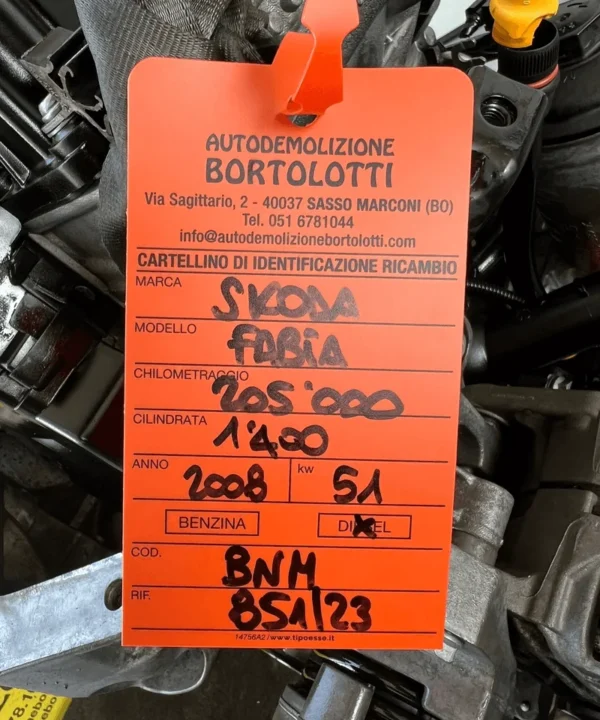 AUTODEMOLIZIONE
BORTOLOTTI
Via Sagittario, 2 - 40037 SASSO MARCONI (BO)
Tel. 051 6781044
info@autodemolizionebortolotti.com
CARTELLINO DI IDENTIFICAZIONE RICAMBIO
MARCA SKODA
MODELLO FABIA
CHILOMETRAGGIO 205'000
CILINDRATA 1'400
ANNO 2008 kw 51
BENZINA DIESEL
COD. BNM
RIF. 851/23
14756A2 / www.tipoesse.it